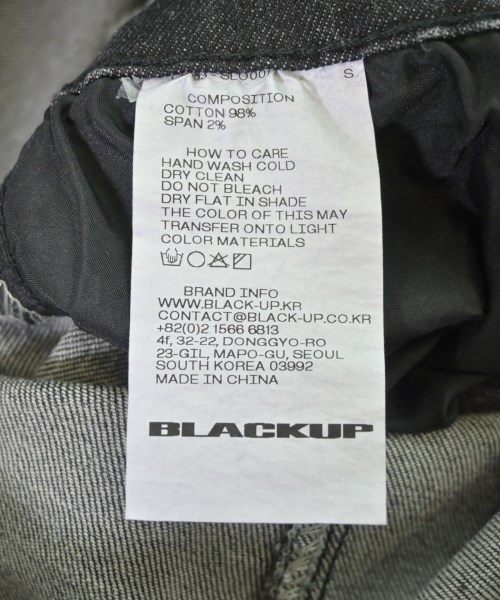 S
COMPOSITION
COTTON 98%
SPAN 2%
HOW TO CARE
HAND WASH COLD
DRY CLEAN
DO NOT BLEACH
DRY FLAT IN SHADE
THE COLOR OF THIS MAY
TRANSFER ONTO LIGHT
COLOR MATERIALS
BRAND INFO
WWW.BLACK-UP.KR
CONTACT@BLACK-UP.CO.KR
+82(0)2 1566 6813
4f, 32-22, DONGGYO-RO
23-GIL, MAPO-GU, SEOUL
SOUTH KOREA 03992
MADE IN CHINA
BLACKUP